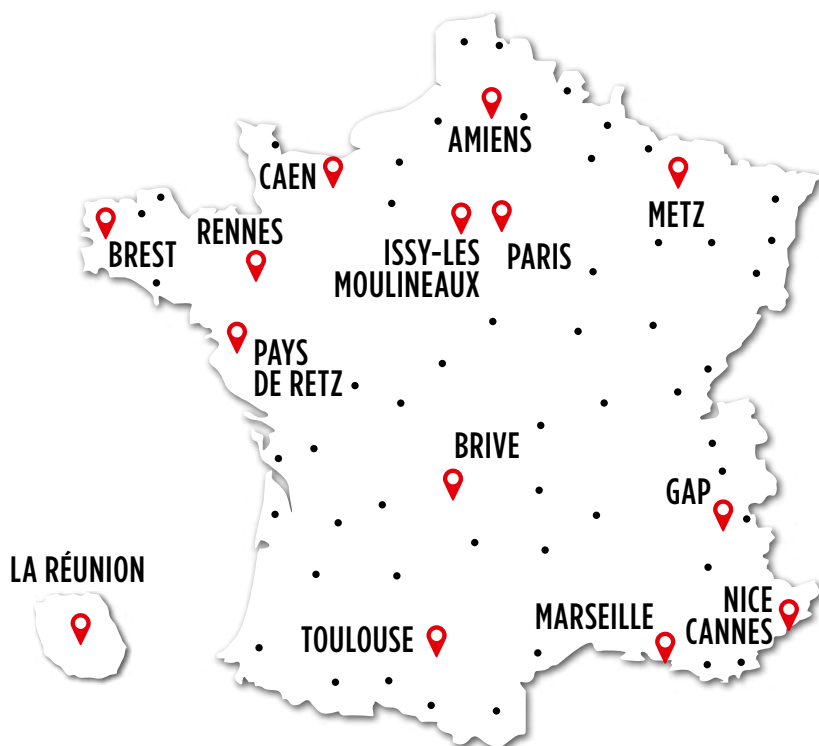 AMIENS
CAEN
METZ
BREST
RENNES
ISSY-LES
MOULINEAUX
PARIS
PAYS
DE RETZ
BRIVE
GAP
LA RÉUNION
TOULOUSE
MARSEILLE
NICE
CANNES